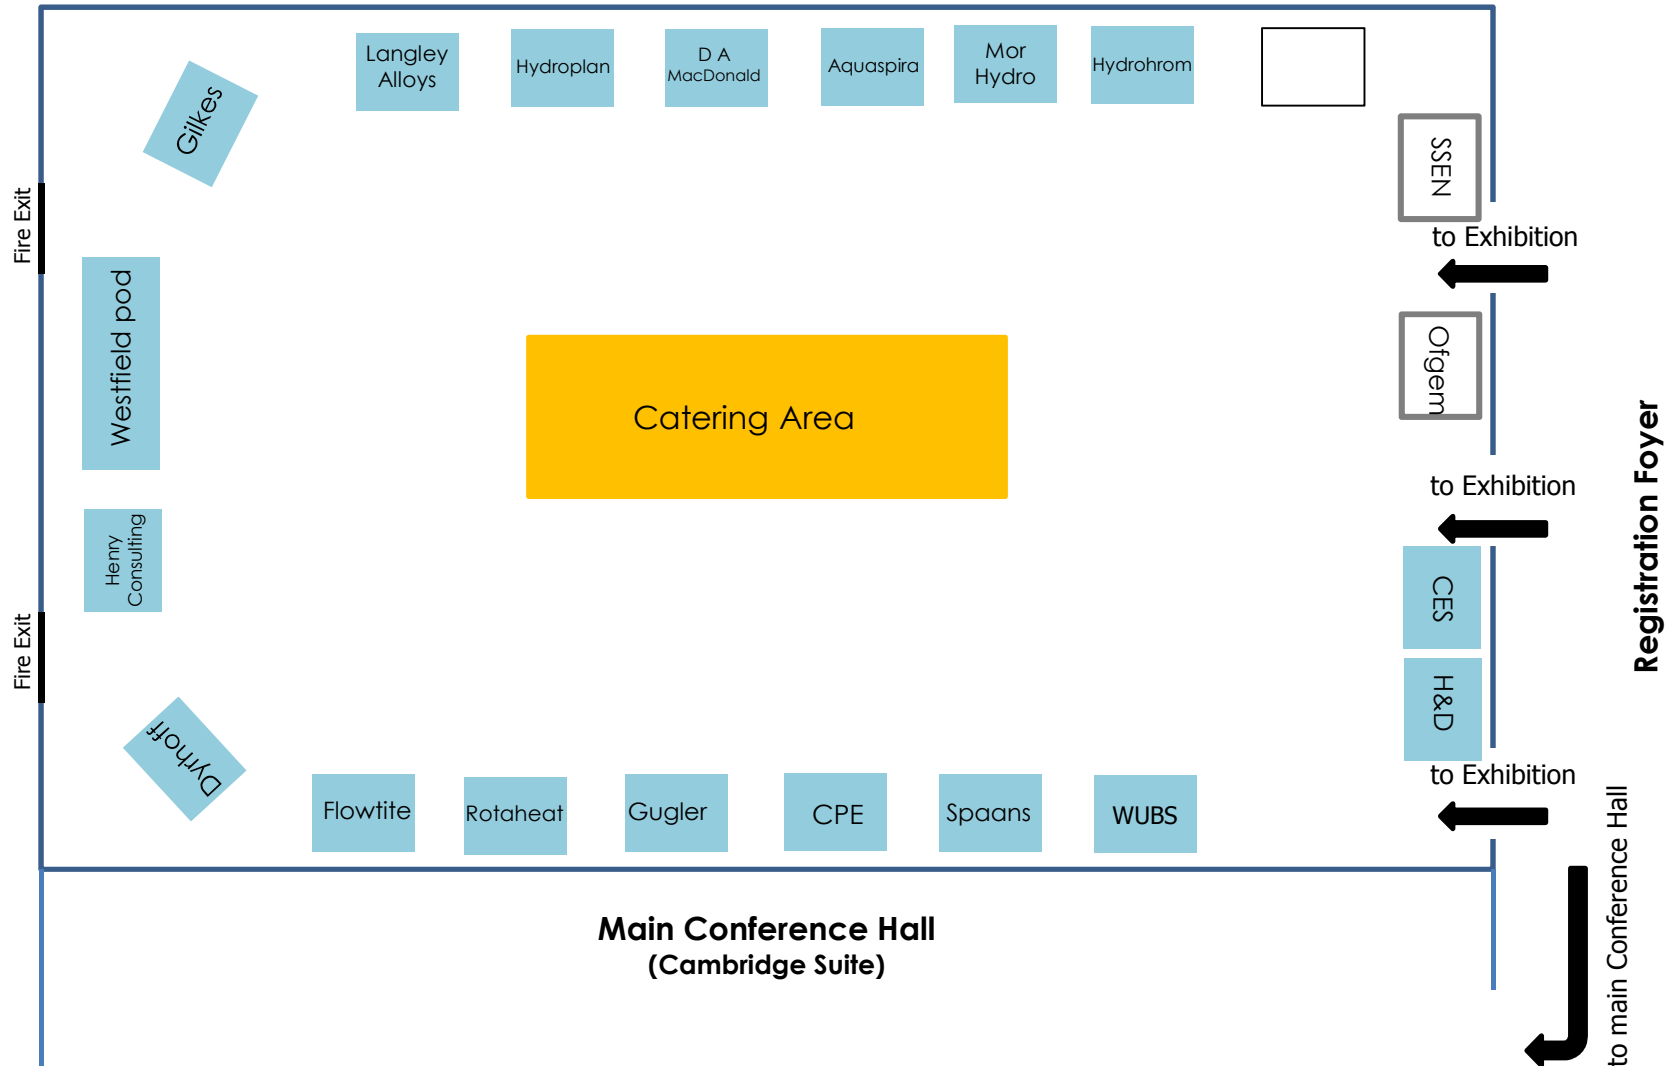 Langley
Alloys
Hydroplan
D A
MacDonald
Aquaspira
Mor
Hydro
Hydrohrom
Gilkes
SSEN
Fire Exit
to Exhibition
Westfield pod
Ofgem
Catering Area
to Exhibition
Registration Foyer
Henry
Consulting
CES
Fire Exit
H&D
Dyrhoff
to Exhibition
Flowtite
Rotaheat
Gugler
CPE
Spaans
WUBS
to main Conference Hall
Main Conference Hall
(Cambridge Suite)